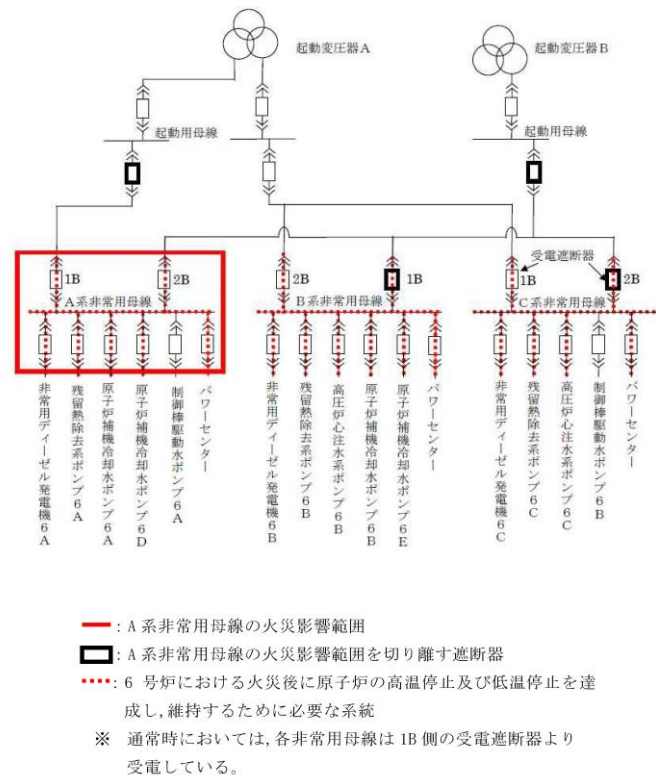 起動変圧器A
起動変圧器B
起動用母線
起動用母線
受電遮断器
1B
2B
2B
1B
1B
2B
A系非常用母線
B系非常用母線
C系非常用母線
非常用ディーゼル発電機6A
残留熱除去系ポンプ6A
原子炉補機冷却水ポンプ6A
原子炉補機冷却水ポンプ6D
制御棒駆動水ポンプ6A
パワーセンター
非常用ディーゼル発電機6B
残留熱除去系ポンプ6B
高圧炉心注水系ポンプ6B
原子炉補機冷却水ポンプ6B
原子炉補機冷却水ポンプ6E
パワーセンター
非常用ディーゼル発電機6C
残留熱除去系ポンプ6C
高圧炉心注水系ポンプ6C
制御棒駆動水ポンプ6B
パワーセンター
:A系非常用母線の火災影響範囲
:A系非常用母線の火災影響範囲を切り離す遮断器
:6 号炉における火災後に原子炉の高温停止及び低温停止を達
成し,維持するために必要な系統
※ 通常時においては,各非常用母線は1B側の受電遮断器より
受電している。